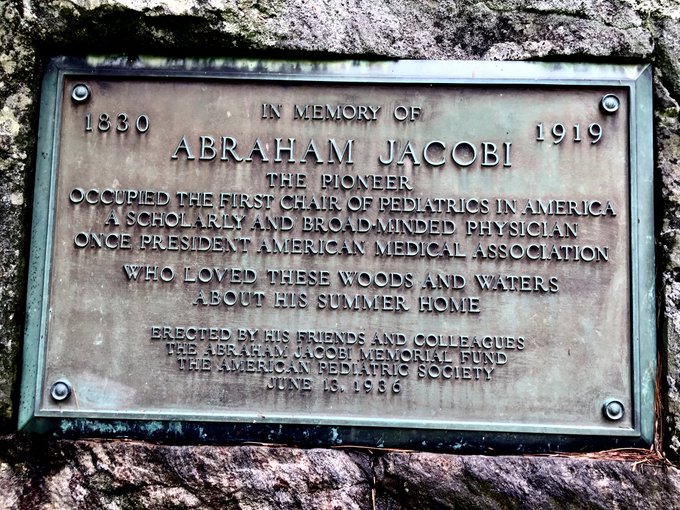 IN MEMORY OF
1830 1919
ABRAHAM JACOBI
THE PIONEER
OCCUPIED THE FIRST CHAIR OF PEDIATRICS IN AMERICA
A SCHOLARLY AND BROAD-MINDED PHYSICIAN
ONCE PRESIDENT AMERICAN MEDICAL ASSOCIATION
WHO LOVED THESE WOODS AND WATERS
ABOUT HIS SUMMER HOME
ERECTED BY HIS FRIENDS AND COLLEAGUES
THE ABRAHAM JACOBI MEMORIAL FUND
THE AMERICAN PEDIATRIC SOCIETY
JUNE 13, 1936